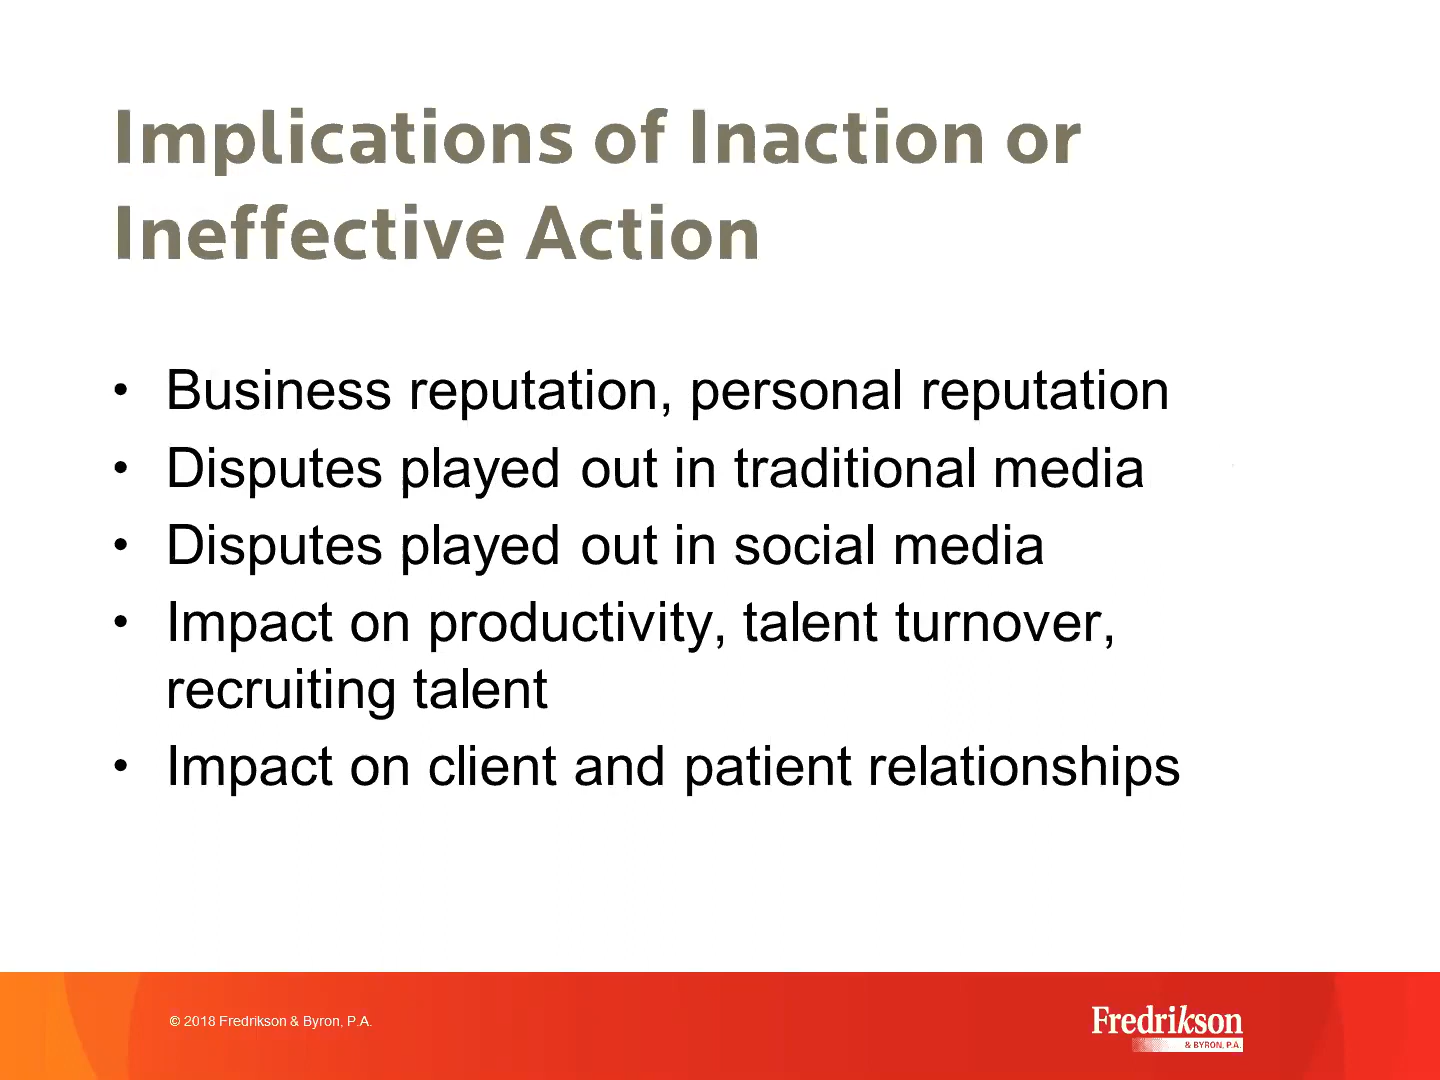 Implications of Inaction or
Ineffective Action
• Business reputation, personal reputation
• Disputes played out in traditional media
• Disputes played out in social media
• Impact on productivity, talent turnover,
recruiting talent
• Impact on client and patient relationships
© 2018 Fredrikson & Byron, P.A.
Fredrikson
& BYRON, P.A.